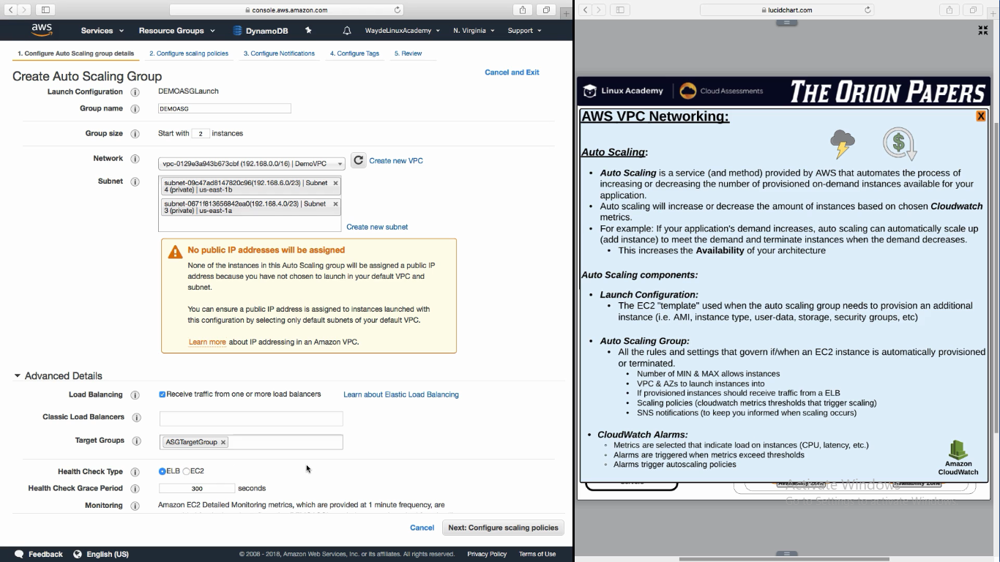 console.aws.amazon.com
lucidchart.com
aws
Services
Resource Groups
DynamoDB
WaydeLinuxAcademy
N. Virginia
Support
1. Configure Auto Scaling group details
2. Configure scaling policies
3. Configure Notifications
4. Configure Tags
5. Review
Create Auto Scaling Group
Cancel and Exit
Launch Configuration
DEMOASGLaunch
Group name
DEMOASG
Group size
Start with 2 instances
Network
vpc-0129e3a943b673cbf (192.168.0.0/16) | DemoVPC
Create new VPC
Subnet
subnet-09c47ad8147820c96(192.168.6.0/23) | Subnet
4 (private) | us-east-1b
subnet-0671f813656842ea0(192.168.4.0/23) | Subnet
3 (private) | us-east-1a
Create new subnet
No public IP addresses will be assigned
None of the instances in this Auto Scaling group will be assigned a public IP
address because you have not chosen to launch in your default VPC and
subnet.
You can ensure a public IP address is assigned to instances launched with
this configuration by selecting only default subnets of your default VPC.
Learn more about IP addressing in an Amazon VPC.
Advanced Details
Load Balancing
Receive traffic from one or more load balancers
Learn about Elastic Load Balancing
Classic Load Balancers
Target Groups
ASGTargetGroup
Health Check Type
ELB
EC2
Health Check Grace Period
300 seconds
Monitoring
Amazon EC2 Detailed Monitoring metrics, which are provided at 1 minute frequency, are
Cancel
Next: Configure scaling policies
Feedback
English (US)
© 2008 - 2018, Amazon Web Services, Inc. or its affiliates. All rights reserved.
Privacy Policy
Terms of Use
Linux Academy
Cloud Assessments
THE ORION PAPERS
AWS VPC Networking:
X
Auto Scaling:
• Auto Scaling is a service (and method) provided by AWS that automates the process of
increasing or decreasing the number of provisioned on-demand instances available for your
application.
• Auto scaling will increase or decrease the amount of instances based on chosen Cloudwatch
metrics.
• For example: If your application's demand increases, auto scaling can automatically scale up
(add instance) to meet the demand and terminate instances when the demand decreases.
• This increases the Availability of your architecture
Auto Scaling components:
• Launch Configuration:
• The EC2 "template" used when the auto scaling group needs to provision an additional
instance (i.e. AMI, instance type, user-data, storage, security groups, etc)
• Auto Scaling Group:
• All the rules and settings that govern if/when an EC2 instance is automatically provisioned
or terminated.
• Number of MIN & MAX allows instances
• VPC & AZs to launch instances into
• If provisioned instances should receive traffic from a ELB
• Scaling policies (cloudwatch metrics thresholds that trigger scaling)
• SNS notifications (to keep you informed when scaling occurs)
• CloudWatch Alarms:
◦ Metrics are selected that indicate load on instances (CPU, latency, etc.)
◦ Alarms are triggered when metrics exceed thresholds
◦ Alarms trigger autoscaling policies
Amazon
CloudWatch
Servers
Availability Zone
Availability Zone
Activate Windows
Go to Settings to activate Windows.